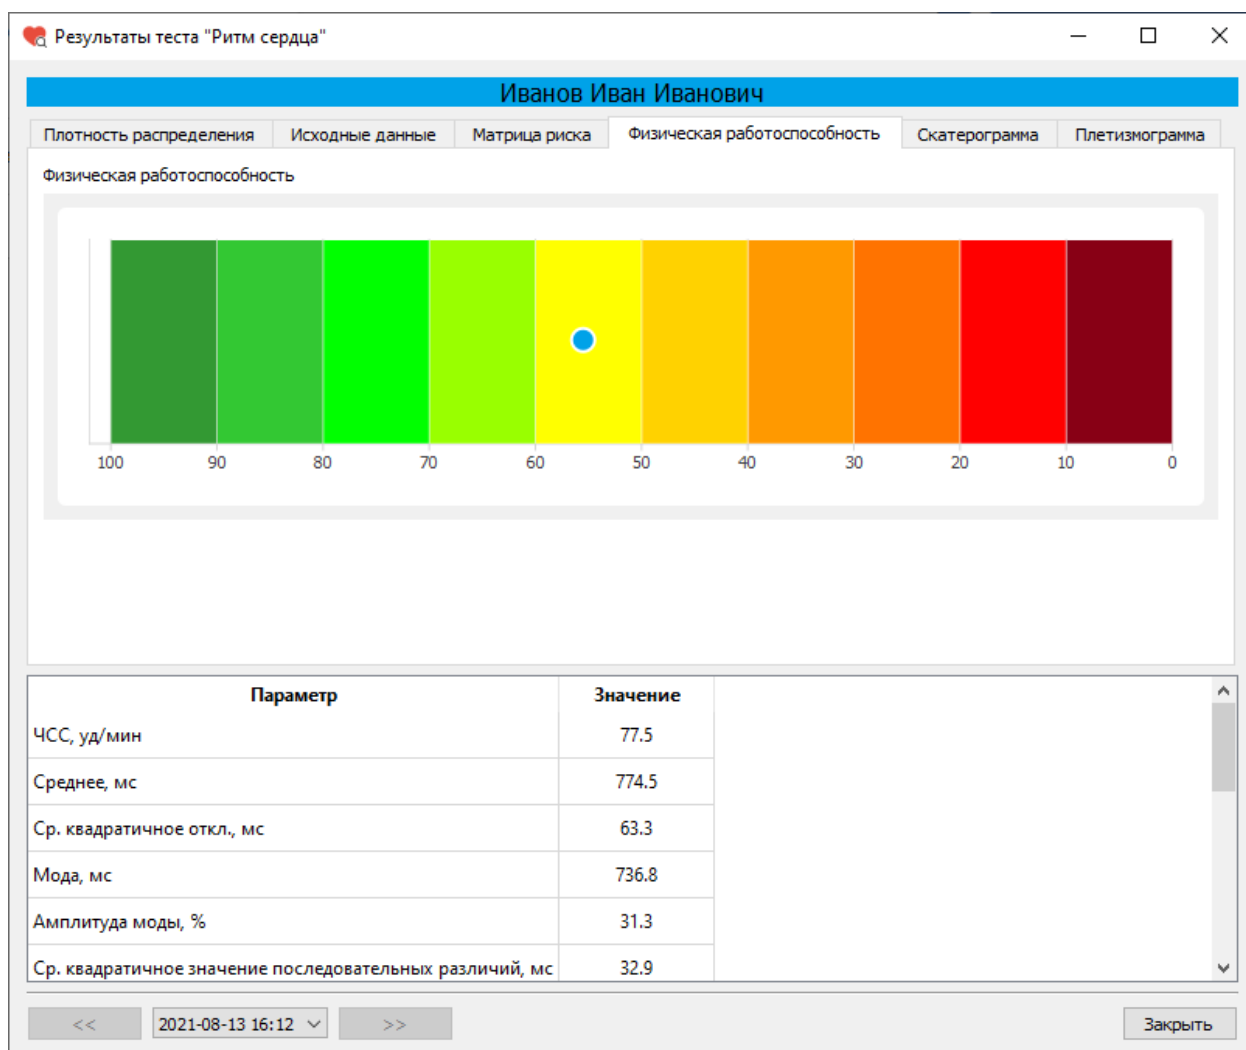 Результаты теста "Ритм сердца"
Иванов Иван Иванович
Плотность распределения Исходные данные Матрица риска Физическая работоспособность Скатерограмма Плетизмограмма
Физическая работоспособность
100 90 80 70 60 50 40 30 20 10 0
Параметр Значение
ЧСС, уд/мин 77.5
Среднее, мс 774.5
Ср. квадратичное откл., мс 63.3
Мода, мс 736.8
Амплитуда моды, % 31.3
Ср. квадратичное значение последовательных различий, мс 32.9
<< 2021-08-13 16:12 >> Закрыть